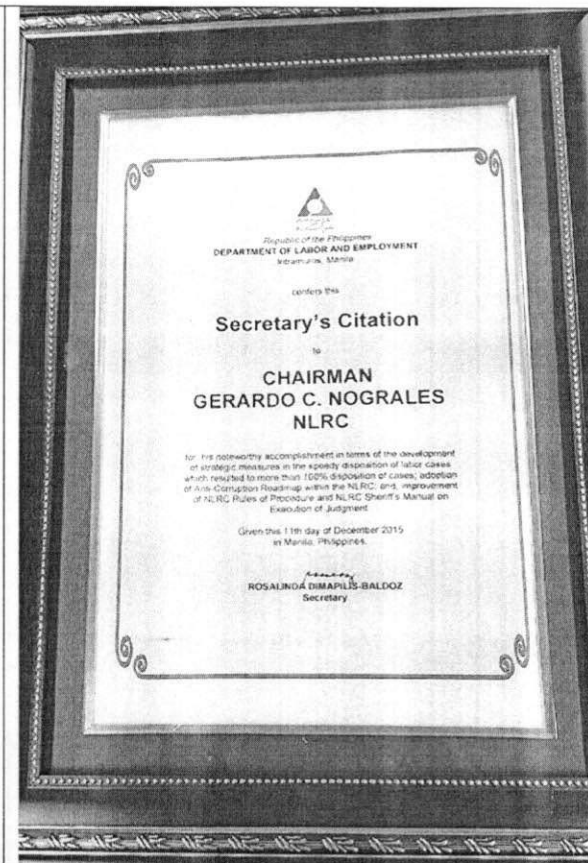 Republic of the Philippines
DEPARTMENT OF LABOR AND EMPLOYMENT
Intramuros, Manila
confers this
Secretary's Citation
to
CHAIRMAN
GERARDO C. NOGRALES
NLRC
for his noteworthy accomplishment in terms of the development
of strategic measures in the speedy disposition of labor cases
which resulted to more than 100% disposition of cases; adoption
of Anti-Corruption Roadmap within the NLRC; and, improvement
of NLRC Rules of Procedure and NLRC Sheriff's Manual on
Execution of Judgment
Given this 11th day of December 2015
in Manila, Philippines.
ROSALINDA DIMAPILIS-BALDOZ
Secretary